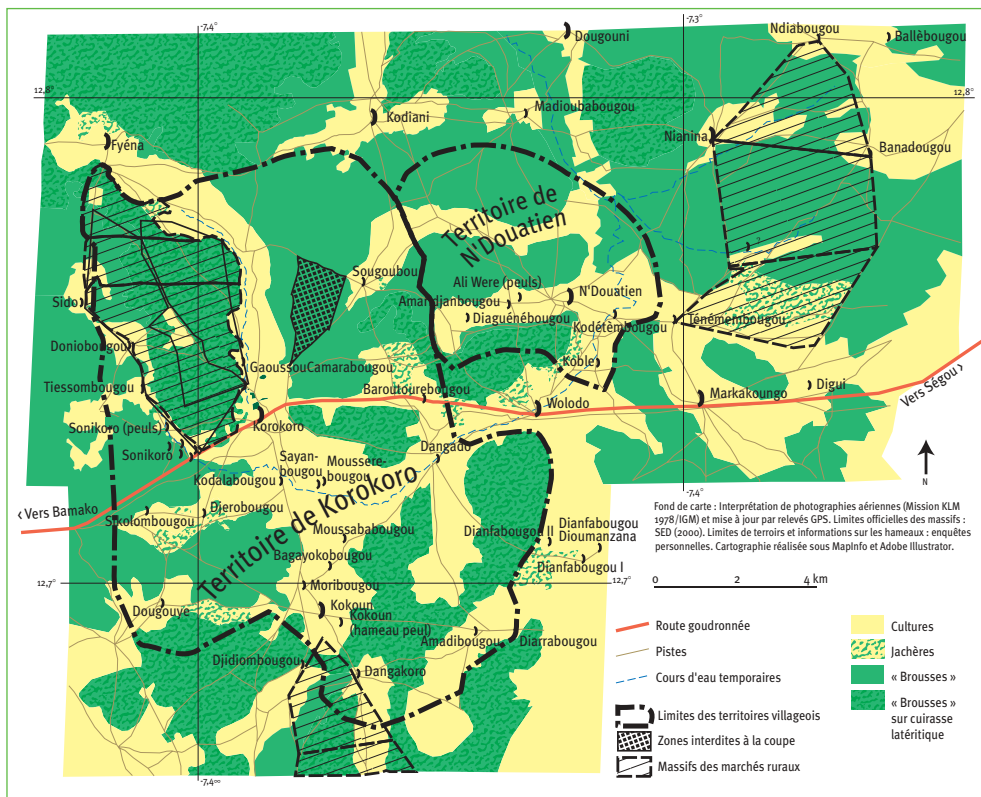 -7.4°
-7.3°
Ndiabougou
Dougouni
Ballèbougou
12,8°
12,8°
Madioubabougou
Kodiani
Nianina
Fyéna
Banadougou
Territoire de
N'Douatien
Sougoubou
Ali Were (peuls)
N'Douatien
Sido
Amandianbougou
Diaguénébougou
Kodétèmbougou
Ténémembougou
Doniobougou
Koble
GaoussouCamarabougou
Tiessombougou
Baroutourebougou
Digui
Markakoungo
Vers Ségou >
Wolodo
Korokoro
Sonikoro (peuls)
Sonikoro
Dangado
Sayan-
bougou
Moussere-
bougou
Kodalabougou
-7.4°
N
< Vers Bamako
Sikolombougou
Djerobougou
Territoire de Korokoro
Moussababougou
Dianfabougou II
Dianfabougou
Dioumanzana
Bagayokobougou
Dianfabougou I
12,7°
12,7°
Moribougou
Dougouye
Kokoun
Kokoun
(hameau peul)
Amadibougou
Diarrabougou
Djidiombougou
Dangakoro
-7.4°°
Fond de carte : Interprétation de photographies aériennes (Mission KLM
1978/IGM) et mise à jour par relevés GPS. Limites officielles des massifs :
SED (2000). Limites de terroirs et informations sur les hameaux : enquêtes
personnelles. Cartographie réalisée sous MapInfo et Adobe Illustrator.
0 2 4 km
Route goudronnée
Pistes
Cours d'eau temporaires
Limites des territoires villageois
Zones interdites à la coupe
Massifs des marchés ruraux
Cultures
Jachères
« Brousses »
« Brousses »
sur cuirasse
latéritique